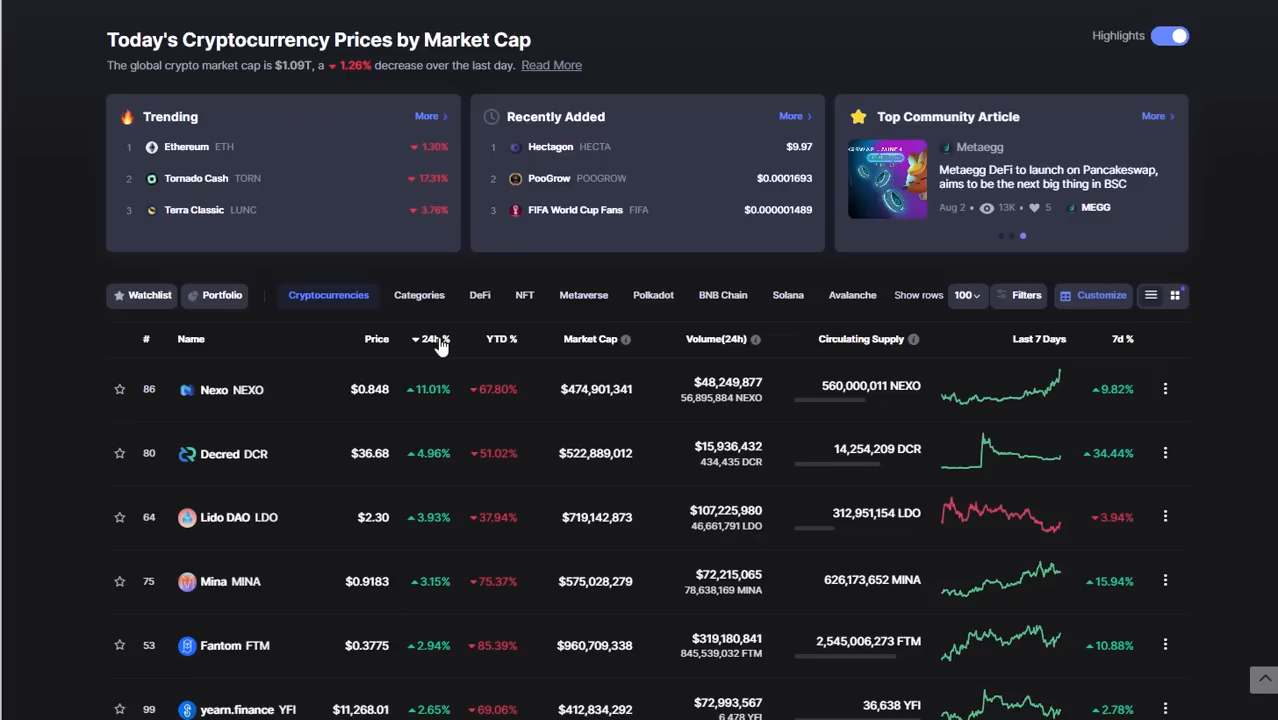 Today's Cryptocurrency Prices by Market Cap
Highlights
The global crypto market cap is $1.09T, a 1.26% decrease over the last day. Read More
Trending More
1 Ethereum ETH 1.30%
2 Tornado Cash TORN 17.31%
3 Terra Classic LUNC 3.76%
Recently Added More
1 Hectagon HECTA $9.97
2 PooGrow POOGROW $0.0001693
3 FIFA World Cup Fans FIFA $0.000001489
Top Community Article More
Metaegg
Metaegg DeFi to launch on Pancakeswap,
aims to be the next big thing in BSC
Aug 2 • 13K • 5 MEGG
Watchlist Portfolio Cryptocurrencies Categories DeFi NFT Metaverse Polkadot BNB Chain Solana Avalanche Show rows 100 Filters Customize
# Name Price 24h % YTD % Market Cap Volume(24h) Circulating Supply Last 7 Days 7d %
86 Nexo NEXO $0.848 11.01% 67.80% $474,901,341 $48,249,877 560,000,011 NEXO 9.82%
56,895,884 NEXO
80 Decred DCR $36.68 4.96% 51.02% $522,889,012 $15,936,432 14,254,209 DCR 34.44%
434,435 DCR
64 Lido DAO LDO $2.30 3.93% 37.94% $719,142,873 $107,225,980 312,951,154 LDO 3.94%
46,661,791 LDO
75 Mina MINA $0.9183 3.15% 75.37% $575,028,279 $72,215,065 626,173,652 MINA 15.94%
78,638,169 MINA
53 Fantom FTM $0.3775 2.94% 85.39% $960,709,338 $319,180,841 2,545,006,273 FTM 10.88%
845,539,032 FTM
99 yearn.finance YFI $11,268.01 2.65% 69.06% $412,834,292 $72,993,567 36,638 YFI 2.78%
6,478 YFI